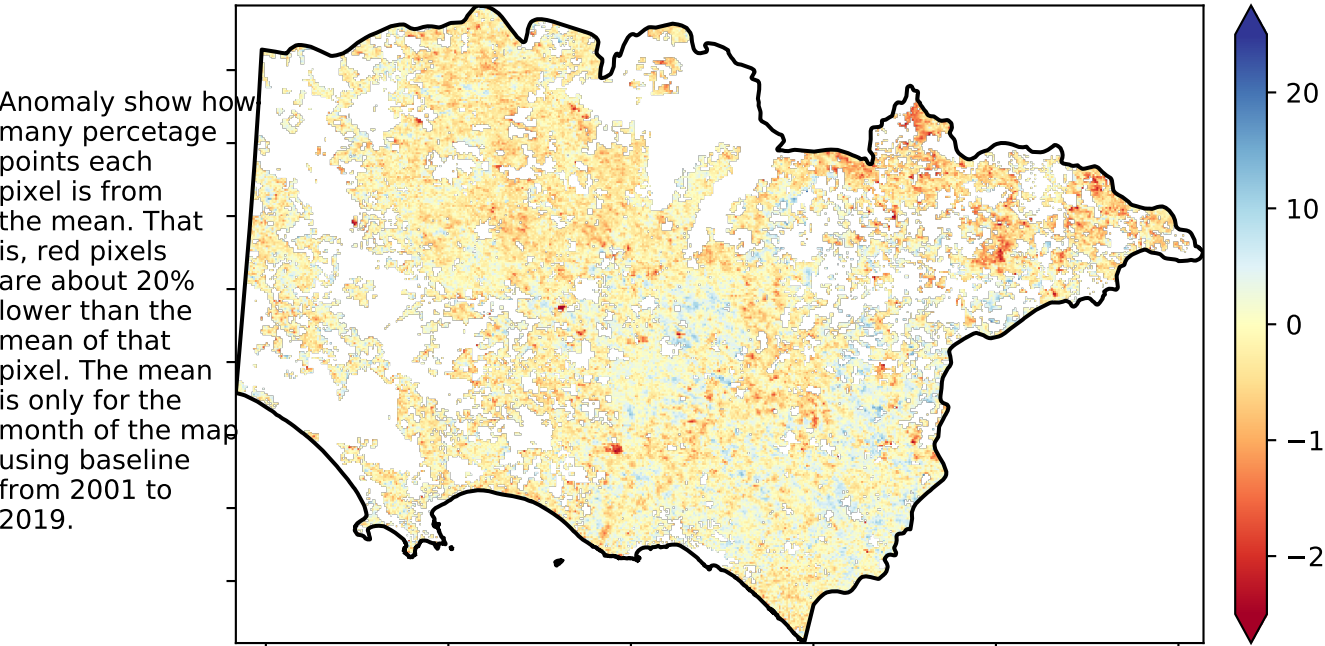 Anomaly show how
many percetage
points each
pixel is from
the mean. That
is, red pixels
are about 20%
lower than the
mean of that
pixel. The mean
is only for the
month of the map
using baseline
from 2001 to
2019.
20
10
0
−1
−2